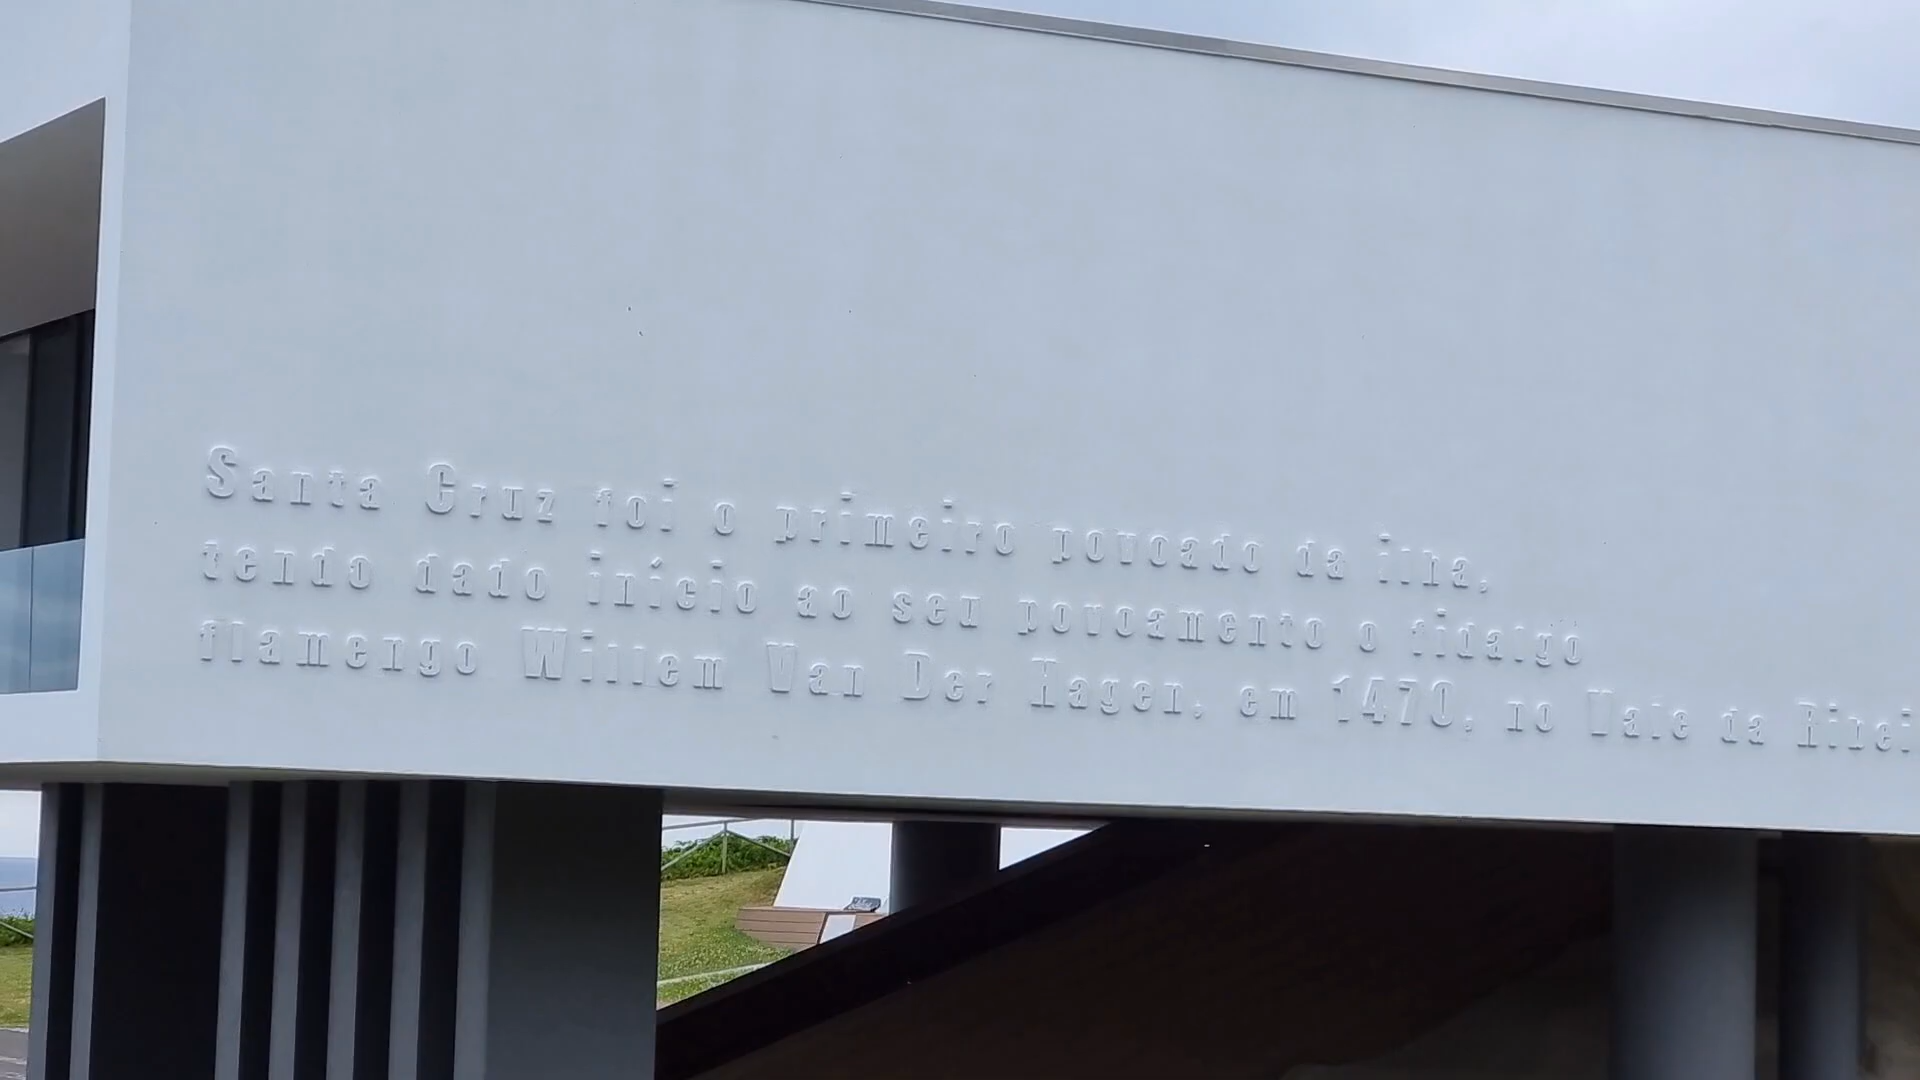 Santa Cruz foi o primeiro povoado da ilha,
tendo dado início ao seu povoamento o fidalgo
flamengo Willem Van Der Hagen, em 1470, no Vale da Ribei